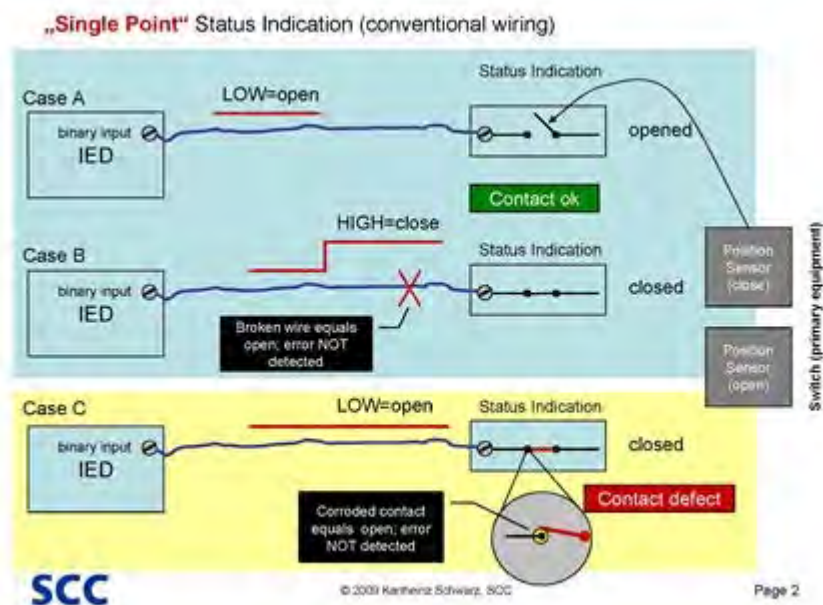 „Single Point“ Status Indication (conventional wiring)
Status Indication
Case A
LOW=open
binary input
IED
opened
Contact ok
HIGH=close
Case B
Status Indication
binary input
IED
closed
Broken wire equals
open; error NOT
detected
Position
Sensor
(close)
Position
Sensor
(open)
Switch (primary equipment)
Case C
LOW=open
Status Indication
binary input
IED
closed
Contact defect
Corroded contact
equals open; error
NOT detected
SCC
© 2009 Karlheinz Schwarz, SCC
Page 2